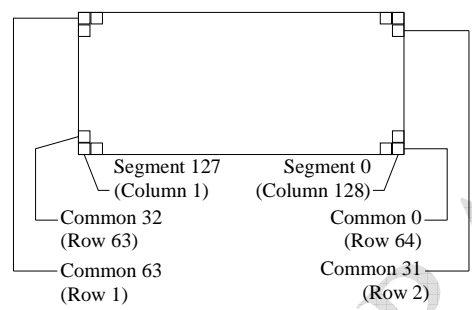 Segment 127 Segment 0
(Column 1) (Column 128)
Common 32 Common 0
(Row 63) (Row 64)
Common 63 Common 31
(Row 1) (Row 2)